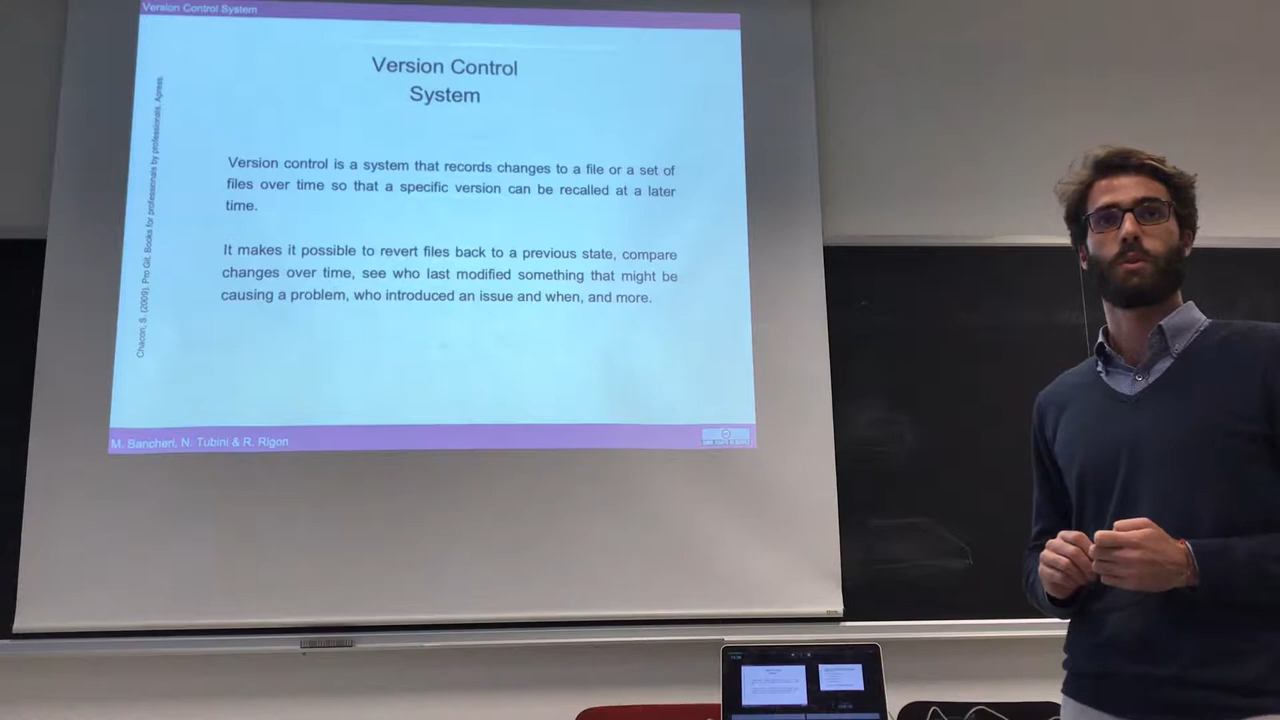 Version Control System
Version Control
System
Chacon, S. (2009). Pro Git. Books for professionals by professionals. Apress.
Version control is a system that records changes to a file or a set of
files over time so that a specific version can be recalled at a later
time.
It makes it possible to revert files back to a previous state, compare
changes over time, see who last modified something that might be
causing a problem, who introduced an issue and when, and more.
M. Bancheri, N. Tubini & R. Rigon